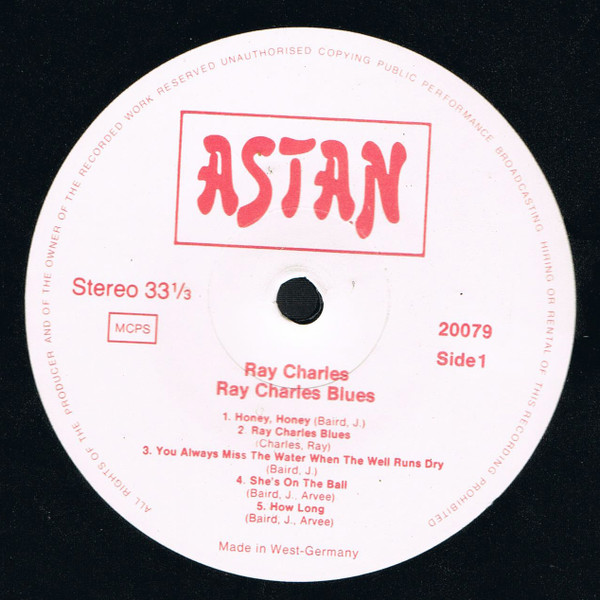 ALL RIGHTS OF THE PRODUCER AND OF THE OWNER OF THE RECORDED WORK RESERVED UNAUTHORISED COPYING PUBLIC PERFORMANCE BROADCASTING HIRING OR RENTAL OF THIS RECORDING PROHIBITED
ASTAN
Stereo 33⅓
MCPS
20079
Side1
Ray Charles
Ray Charles Blues
1. Honey, Honey (Baird, J.)
2. Ray Charles Blues
(Charles, Ray)
3. You Always Miss The Water When The Well Runs Dry
(Baird, J.)
4. She's On The Ball
(Baird, J., Arvee)
5. How Long
(Baird, J., Arvee)
Made in West-Germany